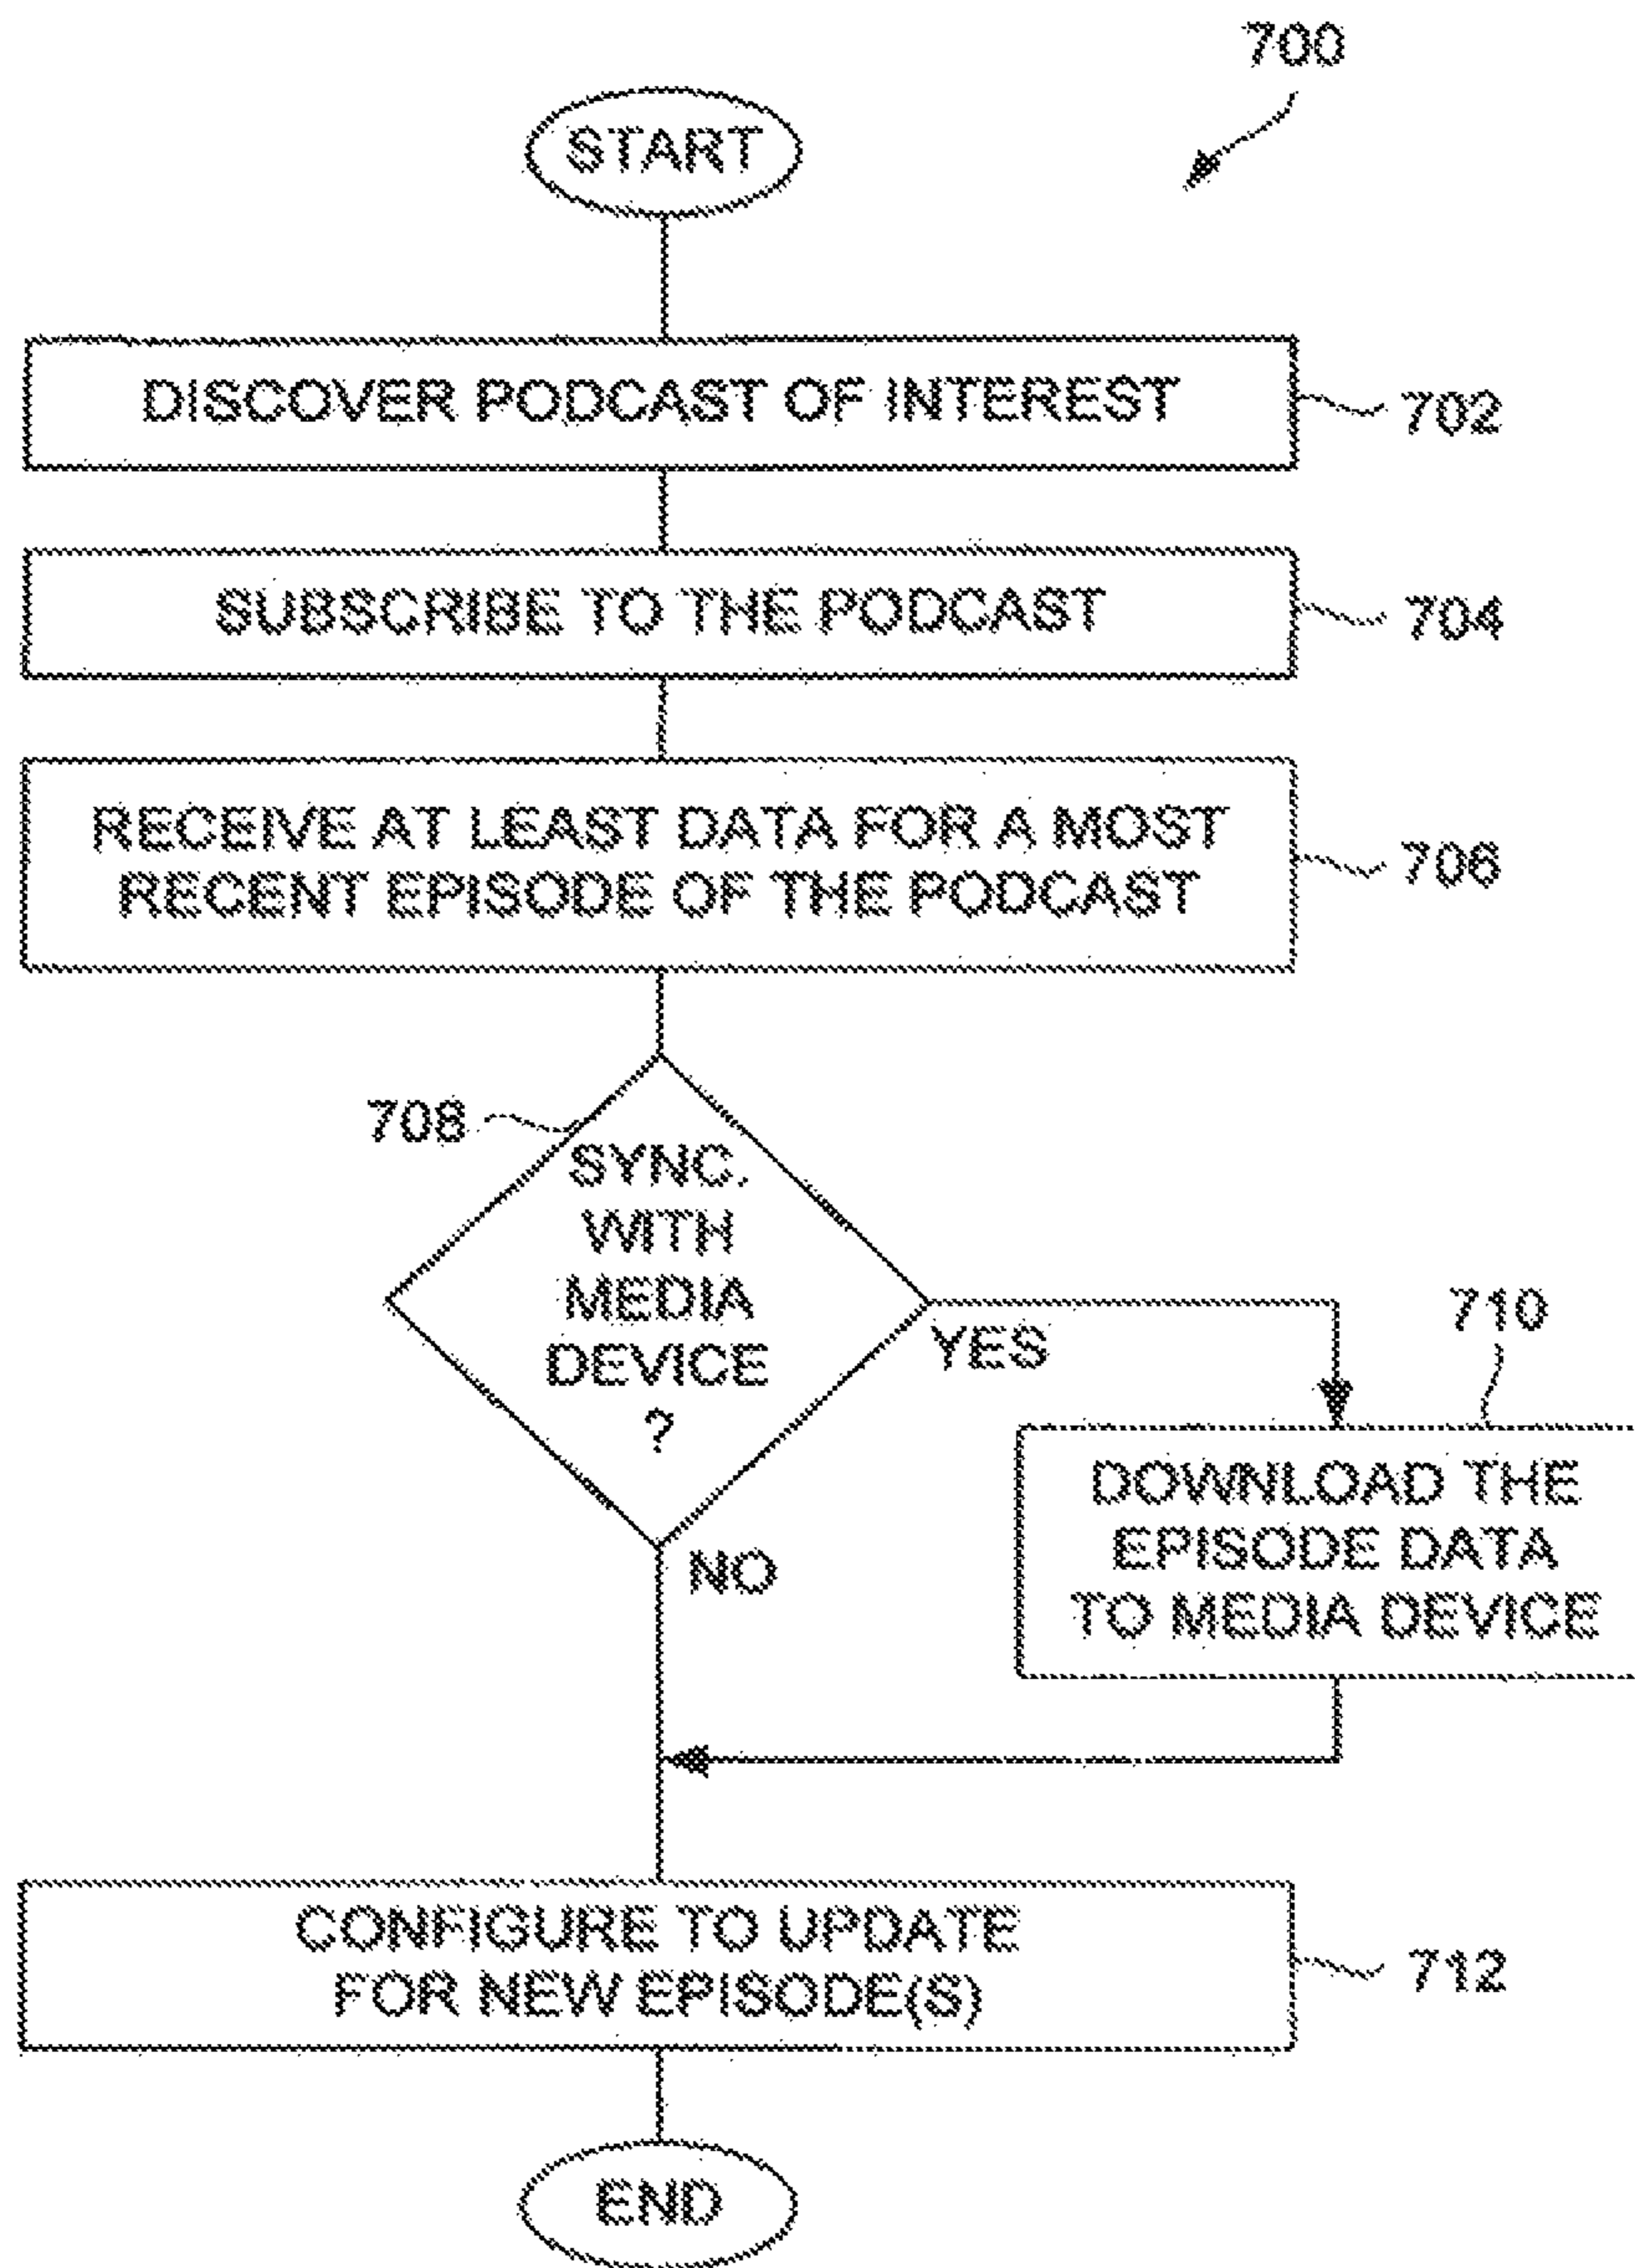 700
START
DISCOVER PODCAST OF INTEREST
702
SUBSCRIBE TO THE PODCAST
704
RECEIVE AT LEAST DATA FOR A MOST
RECENT EPISODE OF THE PODCAST
706
708
SYNC.
WITH
MEDIA
DEVICE
?
YES
NO
710
DOWNLOAD THE
EPISODE DATA
TO MEDIA DEVICE
CONFIGURE TO UPDATE
FOR NEW EPISODE(S)
712
END